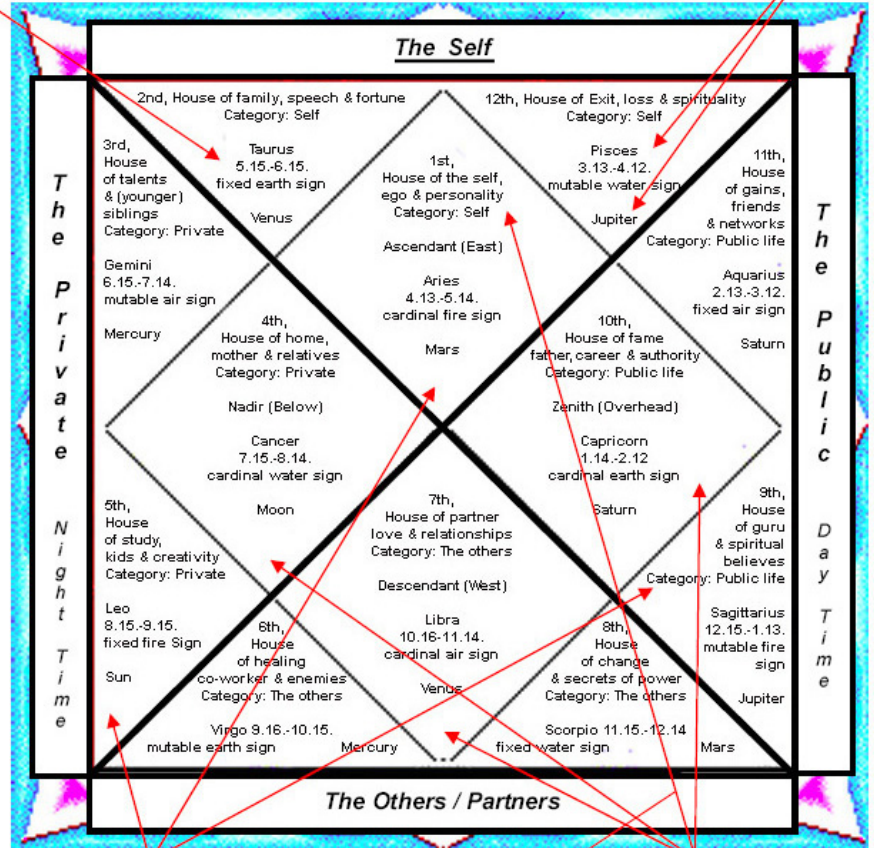 The Self
2nd, House of family, speech & fortune
Category: Self
Taurus
5.15.-6.15.
fixed earth sign
Venus
12th, House of Exit, loss & spirituality
Category: Self
Pisces
3.13.-4.12.
mutable water sign
Jupiter
1st,
House of the self,
ego & personality
Category: Self
Ascendant (East)
Aries
4.13.-5.14.
cardinal fire sign
Mars
3rd,
House
of talents
& (younger)
siblings
Category: Private
Gemini
6.15.-7.14.
mutable air sign
Mercury
11th,
House
of gains,
friends
& networks
Category: Public life
Aquarius
2.13.-3.12.
fixed air sign
Saturn
The Private
Night Time
The Public
Day Time
4th,
House of home,
mother & relatives
Category: Private
Nadir (Below)
Cancer
7.15.-8.14.
cardinal water sign
Moon
10th,
House of fame
father, career & authority
Category: Public life
Zenith (Overhead)
Capricorn
1.14.-2.12
cardinal earth sign
Saturn
5th,
House
of study,
kids & creativity
Category: Private
Leo
8.15.-9.15.
fixed fire Sign
Sun
7th,
House of partner
love & relationships
Category: The others
Descendant (West)
Libra
10.16-11.14.
cardinal air sign
Venus
9th,
House
of guru
& spiritual
believes
Category: Public life
Sagittarius
12.15.-1.13.
mutable fire
sign
Jupiter
6th,
House
of healing
co-worker & enemies
Category: The others
Virgo 9.16.-10.15.
mutable earth sign
Mercury
8th,
House
of change
& secrets of power
Category: The others
Scorpio 11.15.-12.14
fixed water sign
Mars
The Others / Partners